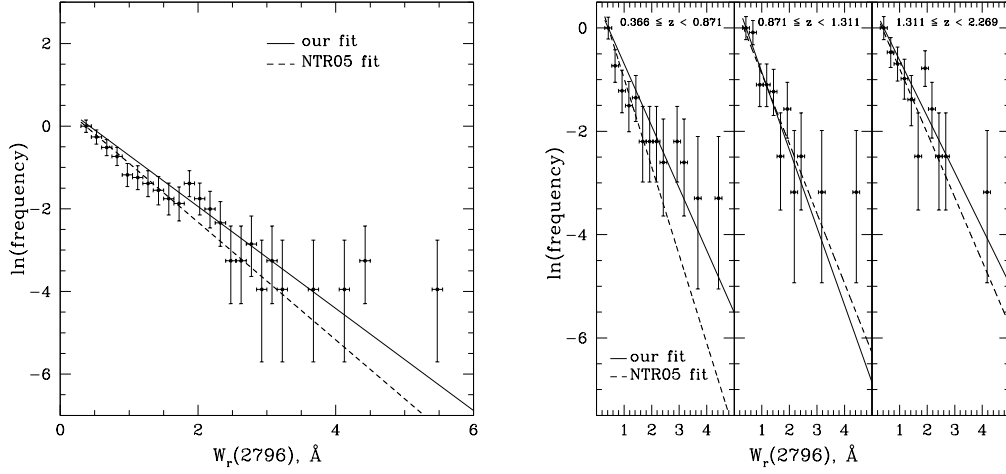 our fit
NTR05 fit
2
0
−2
−4
−6
ln(frequency)
0 2 4 6
W_r(2796), Å
0.366 ≤ z < 0.871
0.871 ≤ z < 1.311
1.311 ≤ z < 2.269
0
−2
−4
−6
ln(frequency)
our fit
NTR05 fit
1 2 3 4 1 2 3 4 1 2 3 4
W_r(2796), Å